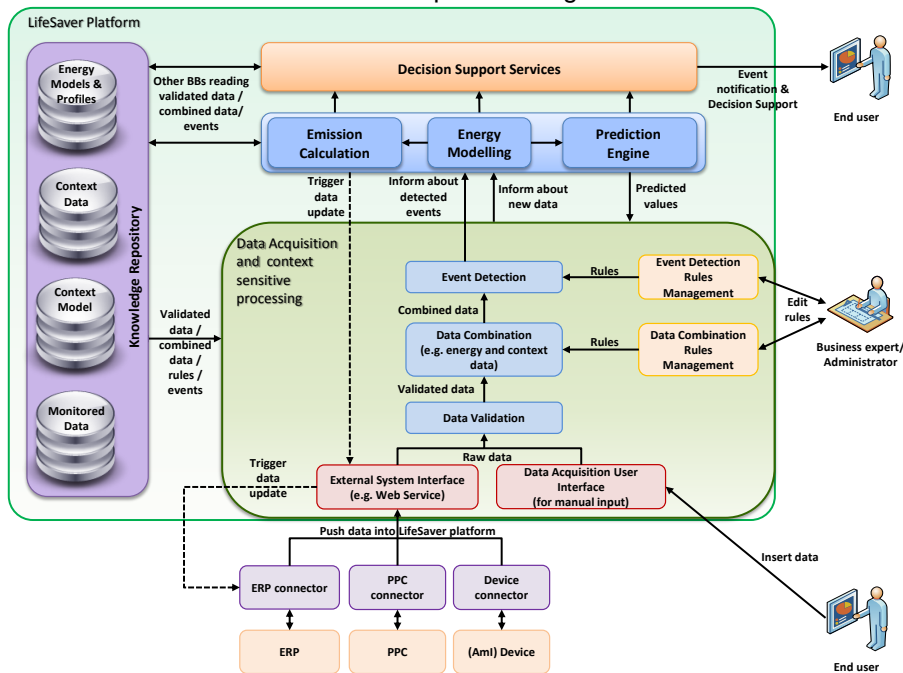 LifeSaver Platform
Energy
Models &
Profiles
Context
Data
Context
Model
Monitored
Data
Knowledge Repository
Other BBs reading
validated data /
combined data/
events
Decision Support Services
Event
notification &
Decision Support
End user
Emission
Calculation
Energy
Modelling
Prediction
Engine
Trigger
data
update
Inform about
detected
events
Inform about
new data
Predicted
values
Data Acquisition
and context
sensitive
processing
Event Detection
Rules
Event Detection
Rules
Management
Combined data
Edit
rules
Validated
data /
combined
data /
rules /
events
Data Combination
(e.g. energy and context
data)
Rules
Data Combination
Rules
Management
Business expert/
Administrator
Validated data
Data Validation
Raw data
Trigger
data
update
External System Interface
(e.g. Web Service)
Data Acquisition User
Interface
(for manual input)
Push data into LifeSaver platform
Insert data
ERP connector
PPC
connector
Device
connector
ERP
PPC
(AmI) Device
End user